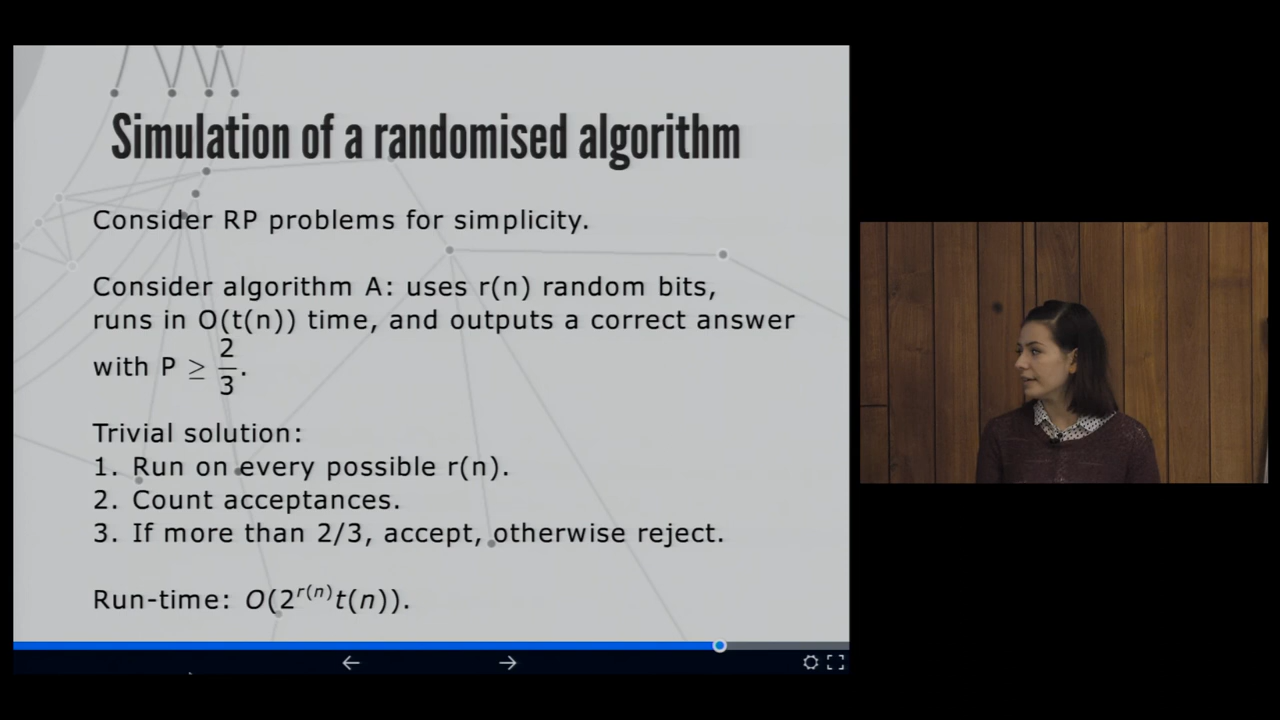 Simulation of a randomised algorithm
Consider RP problems for simplicity.
Consider algorithm A: uses r(n) random bits,
runs in O(t(n)) time, and outputs a correct answer
with P ≥ 2/3.
Trivial solution:
1. Run on every possible r(n).
2. Count acceptances.
3. If more than 2/3, accept, otherwise reject.
Run-time: O(2^{r(n)}t(n)).